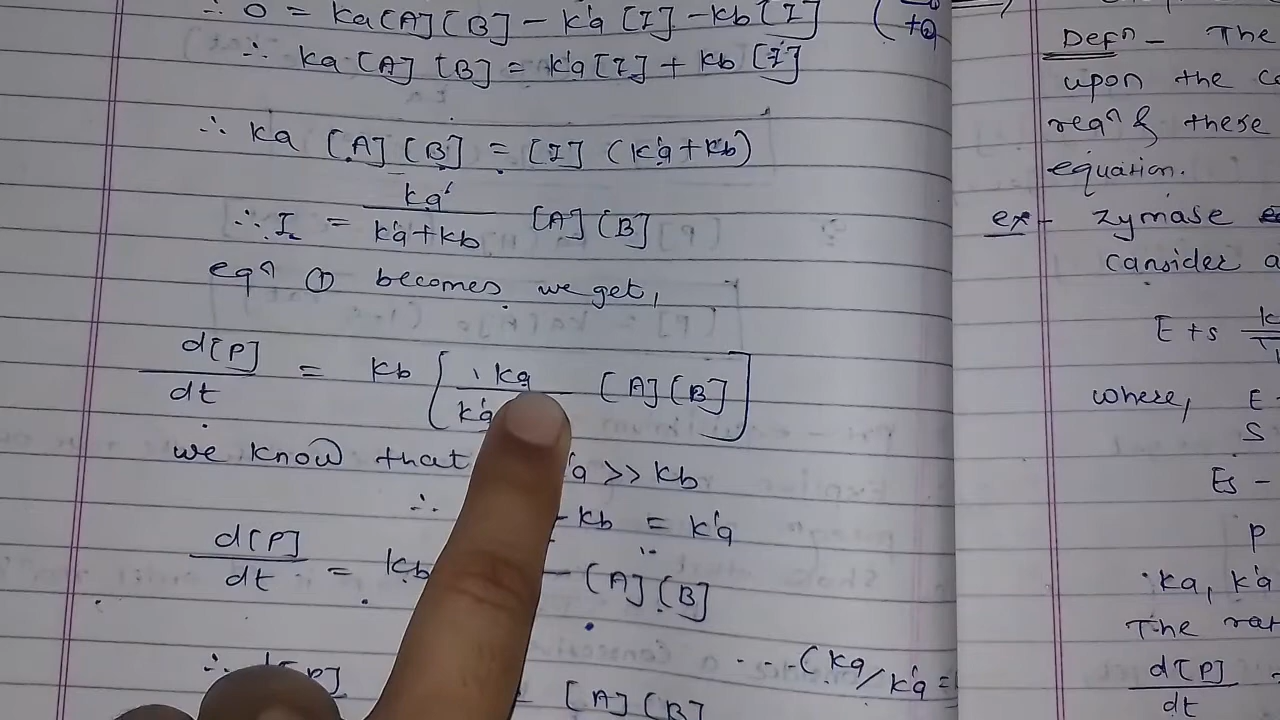 ∴ 0 = ka[A][B] - k'a[I] - kb[I]
∴ ka [A] [B] = k'a[I] + kb [I]
∴ ka [A] [B] = [I] (k'a+kb)
∴ I = ka' / k'a+kb [A] [B]
eqn ① becomes we get,
d[P] / dt = kb [ ka / k'a [A] [B] ]
we know that 'a >> kb
∴ kb = k'a
d[P] / dt = kb [A] [B]
(ka/k'a =
∴ = [A] [B]
Defn - The
upon the
reaqn & these
equation.
ex - zymase
consider a
E + s
where, E -
S
Es -
P
ka, k'a
The
d[P] / dt